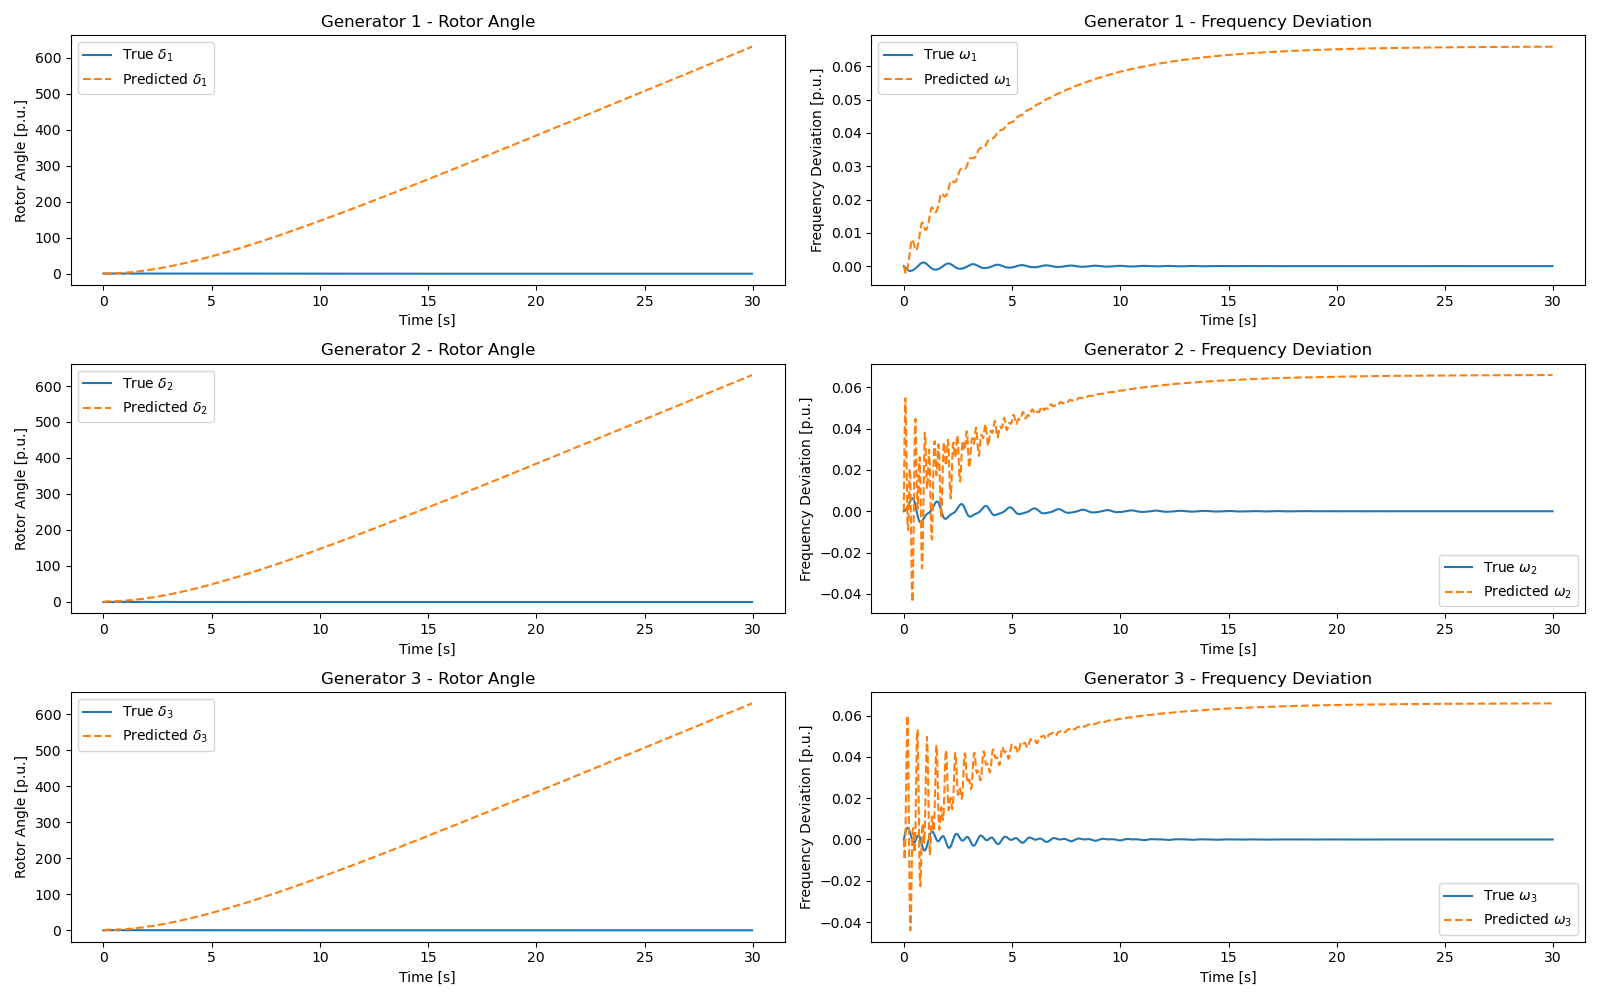 Generator 1 - Rotor Angle
Rotor Angle [p.u.]
600
500
400
300
200
100
0
True δ₁
Predicted δ₁
0 5 10 15 20 25 30
Time [s]
Generator 1 - Frequency Deviation
Frequency Deviation [p.u.]
0.06
0.05
0.04
0.03
0.02
0.01
0.00
True ω₁
Predicted ω₁
0 5 10 15 20 25 30
Time [s]
Generator 2 - Rotor Angle
Rotor Angle [p.u.]
600
500
400
300
200
100
0
True δ₂
Predicted δ₂
0 5 10 15 20 25 30
Time [s]
Generator 2 - Frequency Deviation
Frequency Deviation [p.u.]
0.06
0.04
0.02
0.00
−0.02
−0.04
True ω₂
Predicted ω₂
0 5 10 15 20 25 30
Time [s]
Generator 3 - Rotor Angle
Rotor Angle [p.u.]
600
500
400
300
200
100
0
True δ₃
Predicted δ₃
0 5 10 15 20 25 30
Time [s]
Generator 3 - Frequency Deviation
Frequency Deviation [p.u.]
0.06
0.04
0.02
0.00
−0.02
−0.04
True ω₃
Predicted ω₃
0 5 10 15 20 25 30
Time [s]